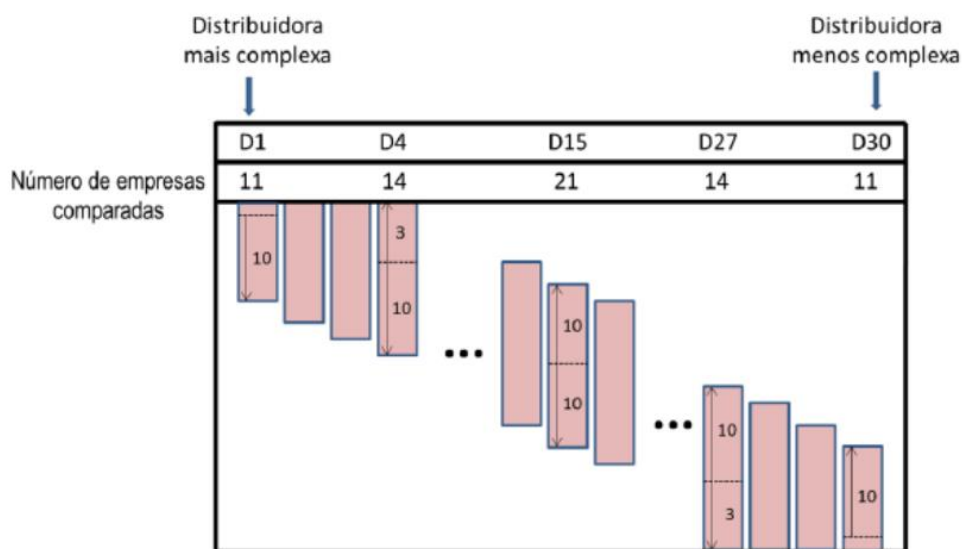 Distribuidora
mais complexa
Distribuidora
menos complexa
D1 D4 D15 D27 D30
Número de empresas
comparadas
11 14 21 14 11
3
10
10
10
10
10
3
10